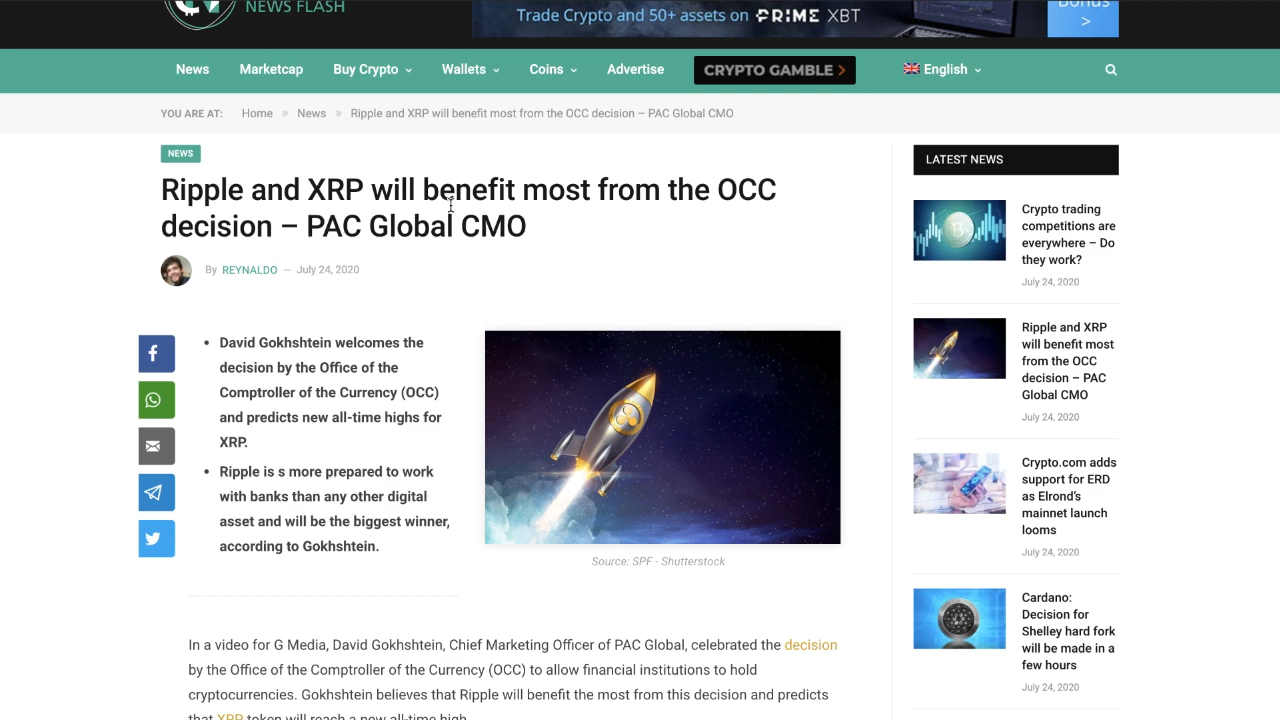 NEWS FLASH
Trade Crypto and 50+ assets on PRIME XBT
Bonus
>
News Marketcap Buy Crypto Wallets Coins Advertise CRYPTO GAMBLE > English
YOU ARE AT: Home » News » Ripple and XRP will benefit most from the OCC decision – PAC Global CMO
NEWS
Ripple and XRP will benefit most from the OCC
decision – PAC Global CMO
By REYNALDO — July 24, 2020
• David Gokhshtein welcomes the
decision by the Office of the
Comptroller of the Currency (OCC)
and predicts new all-time highs for
XRP.
• Ripple is s more prepared to work
with banks than any other digital
asset and will be the biggest winner,
according to Gokhshtein.
Source: SPF - Shutterstock
In a video for G Media, David Gokhshtein, Chief Marketing Officer of PAC Global, celebrated the decision
by the Office of the Comptroller of the Currency (OCC) to allow financial institutions to hold
cryptocurrencies. Gokhshtein believes that Ripple will benefit the most from this decision and predicts
that XRP token will reach a new all-time high.
LATEST NEWS
Crypto trading
competitions are
everywhere – Do
they work?
July 24, 2020
Ripple and XRP
will benefit most
from the OCC
decision – PAC
Global CMO
July 24, 2020
Crypto.com adds
support for ERD
as Elrond's
mainnet launch
looms
July 24, 2020
Cardano:
Decision for
Shelley hard fork
will be made in a
few hours
July 24, 2020